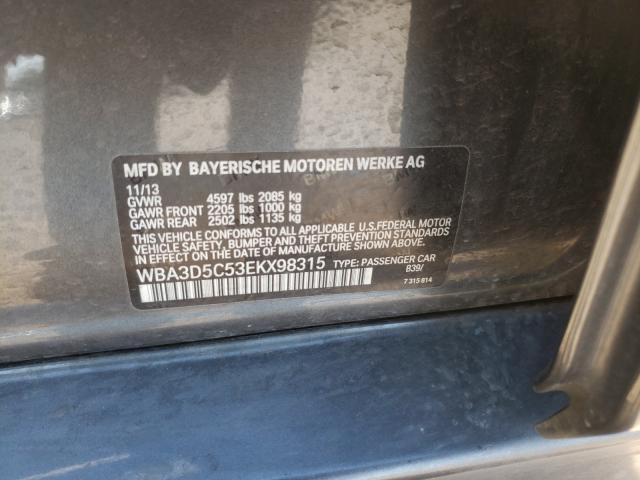 MFD BY BAYERISCHE MOTOREN WERKE AG
11/13
GVWR 4597 lbs 2085 kg
GAWR FRONT 2205 lbs 1000 kg
GAWR REAR 2502 lbs 1135 kg
THIS VEHICLE CONFORMS TO ALL APPLICABLE U.S.FEDERAL MOTOR
VEHICLE SAFETY, BUMPER, AND THEFT PREVENTION STANDARDS
IN EFFECT ON THE DATE OF MANUFACTURE SHOWN ABOVE.
WBA3D5C53EKX98315 TYPE: PASSENGER CAR
B39/
7 315 814